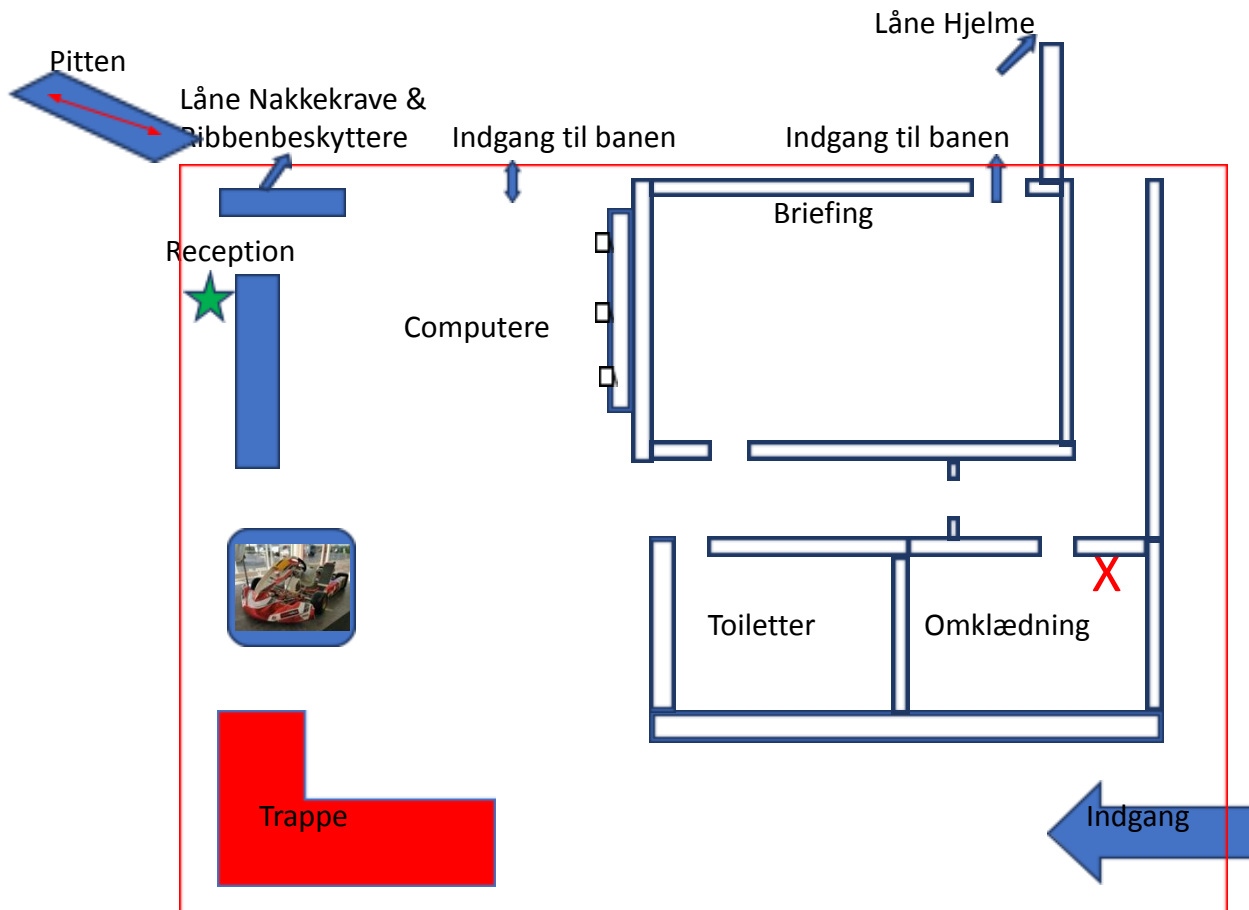 Låne Hjelme
Pitten
Låne Nakkekrave &
Ribbenbeskyttere
Indgang til banen
Indgang til banen
Briefing
Reception
Computere
X
Toiletter
Omklædning
Trappe
Indgang